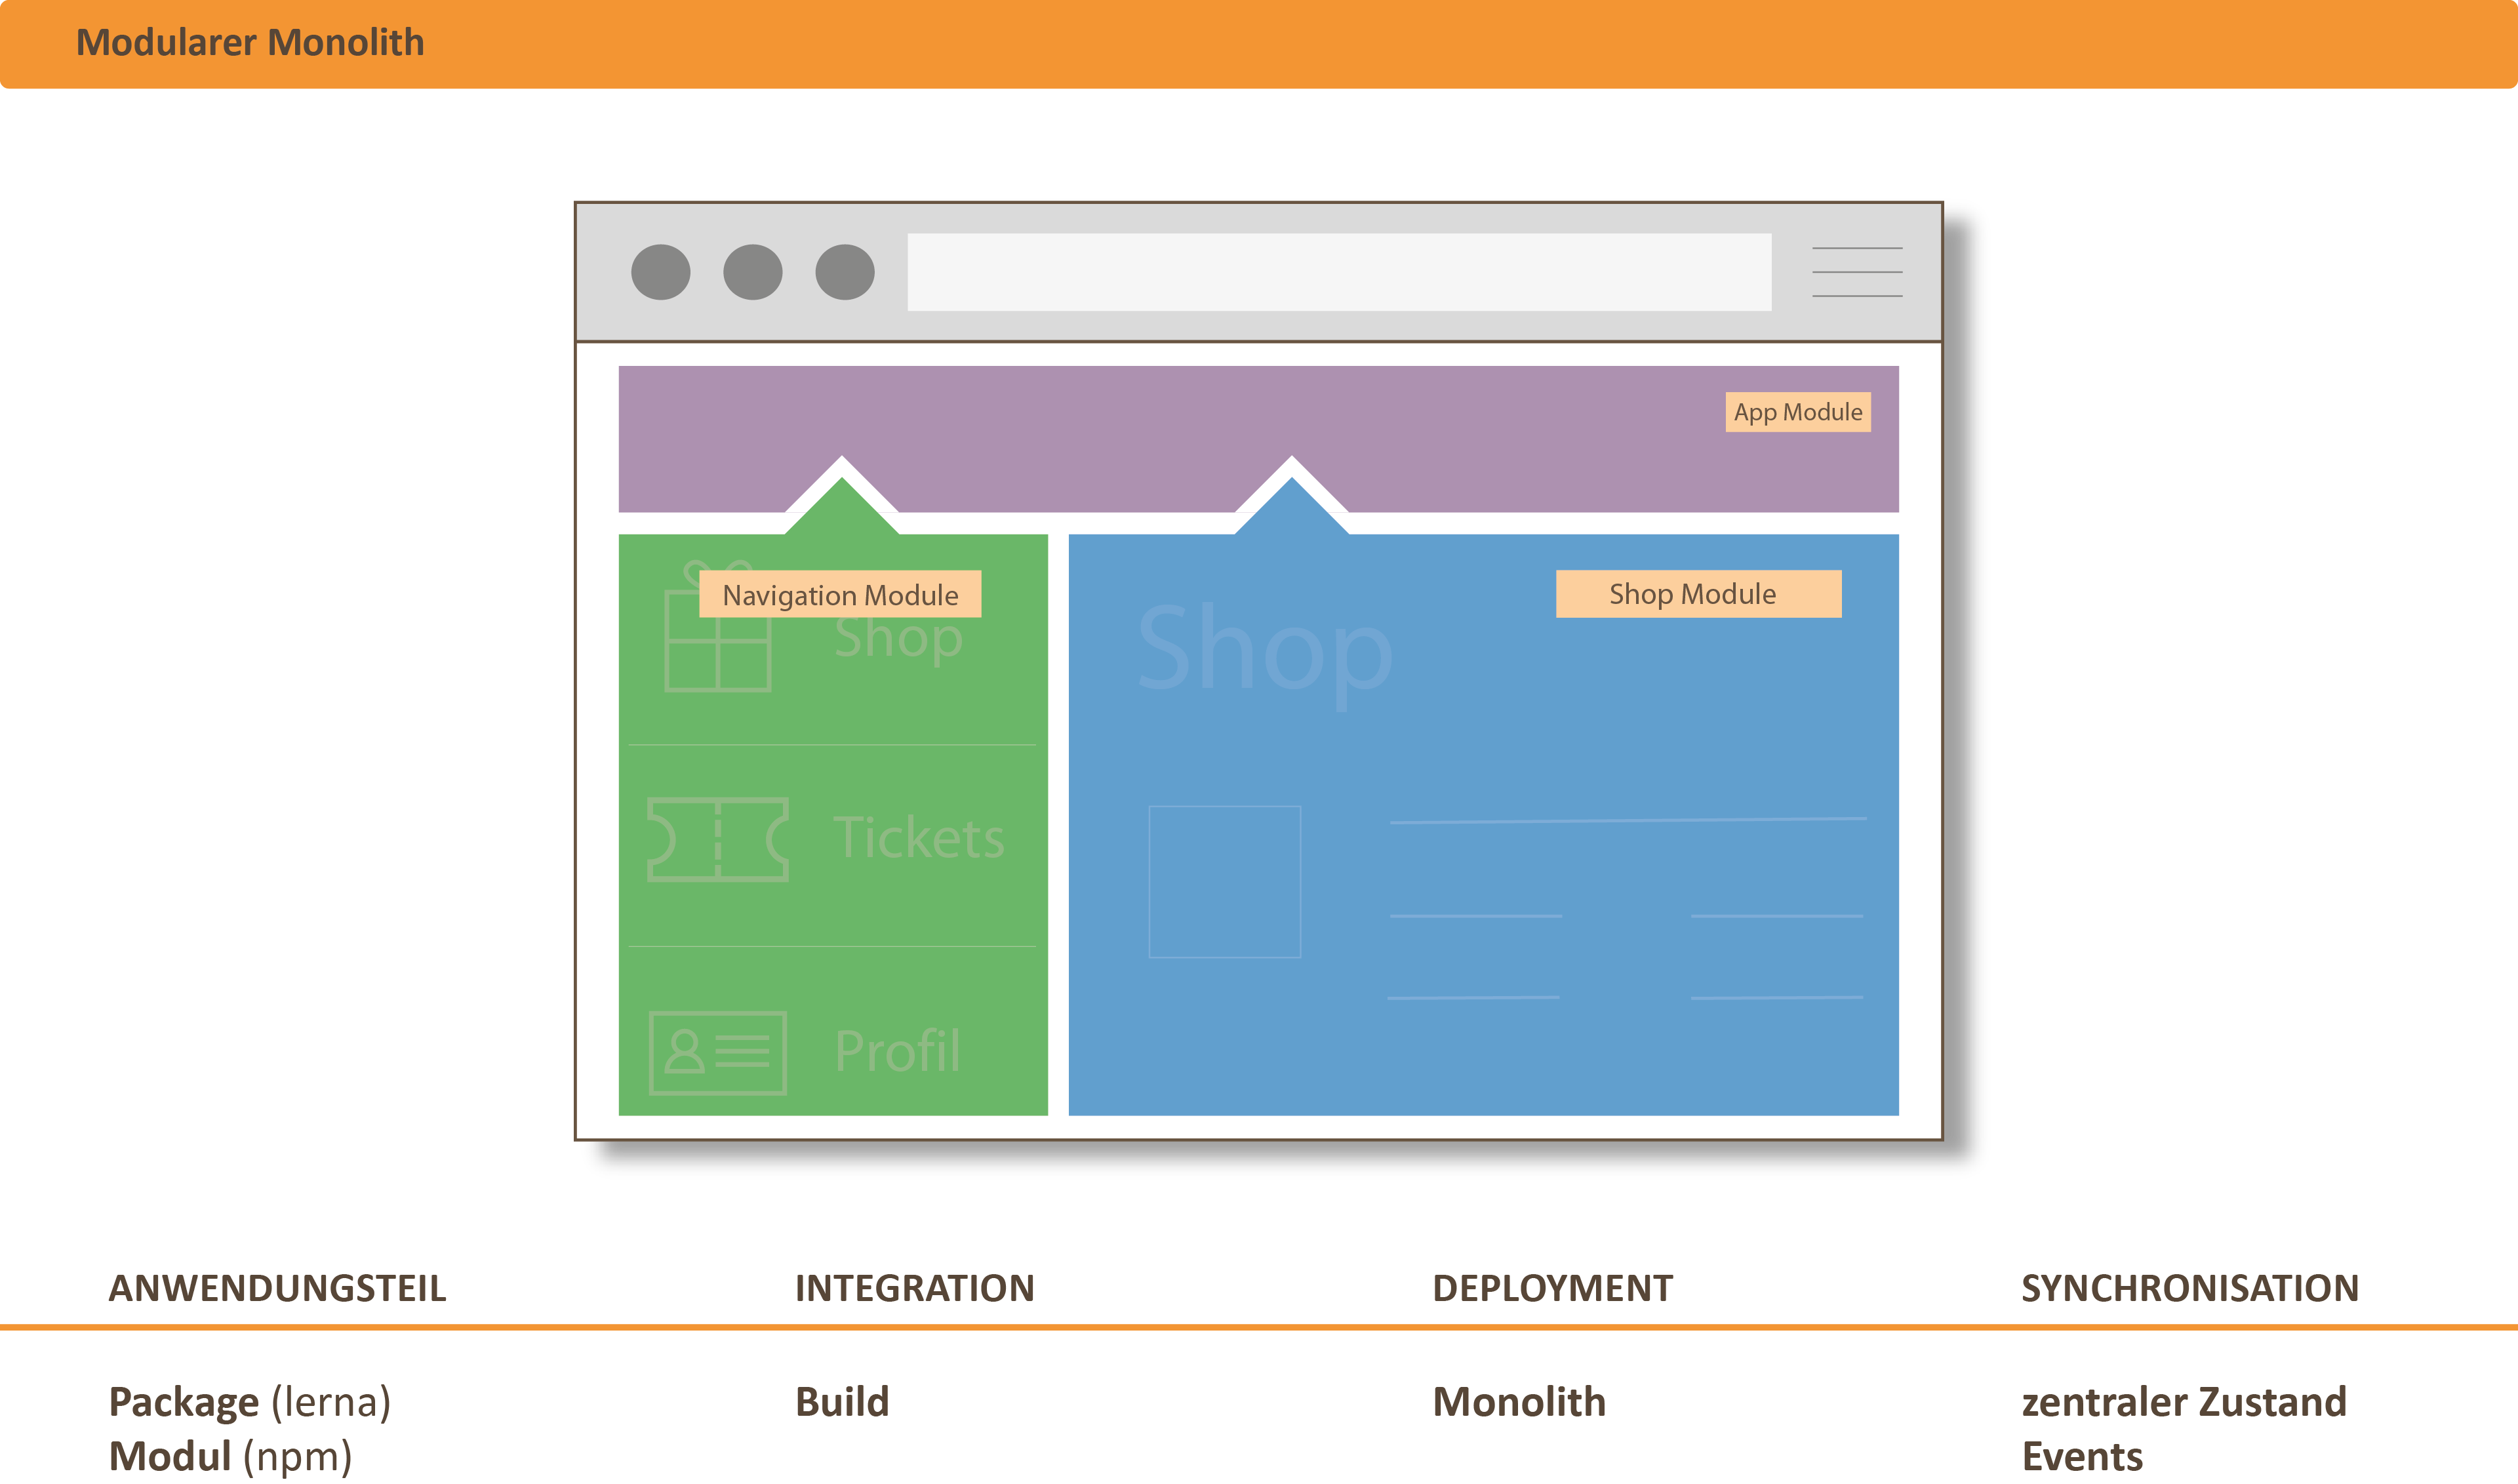 Modularer Monolith
App Module
Navigation Module
Shop
Tickets
Profil
Shop Module
Shop
ANWENDUNGSTEIL
INTEGRATION
DEPLOYMENT
SYNCHRONISATION
Package (lerna)
Modul (npm)
Build
Monolith
zentraler Zustand
Events